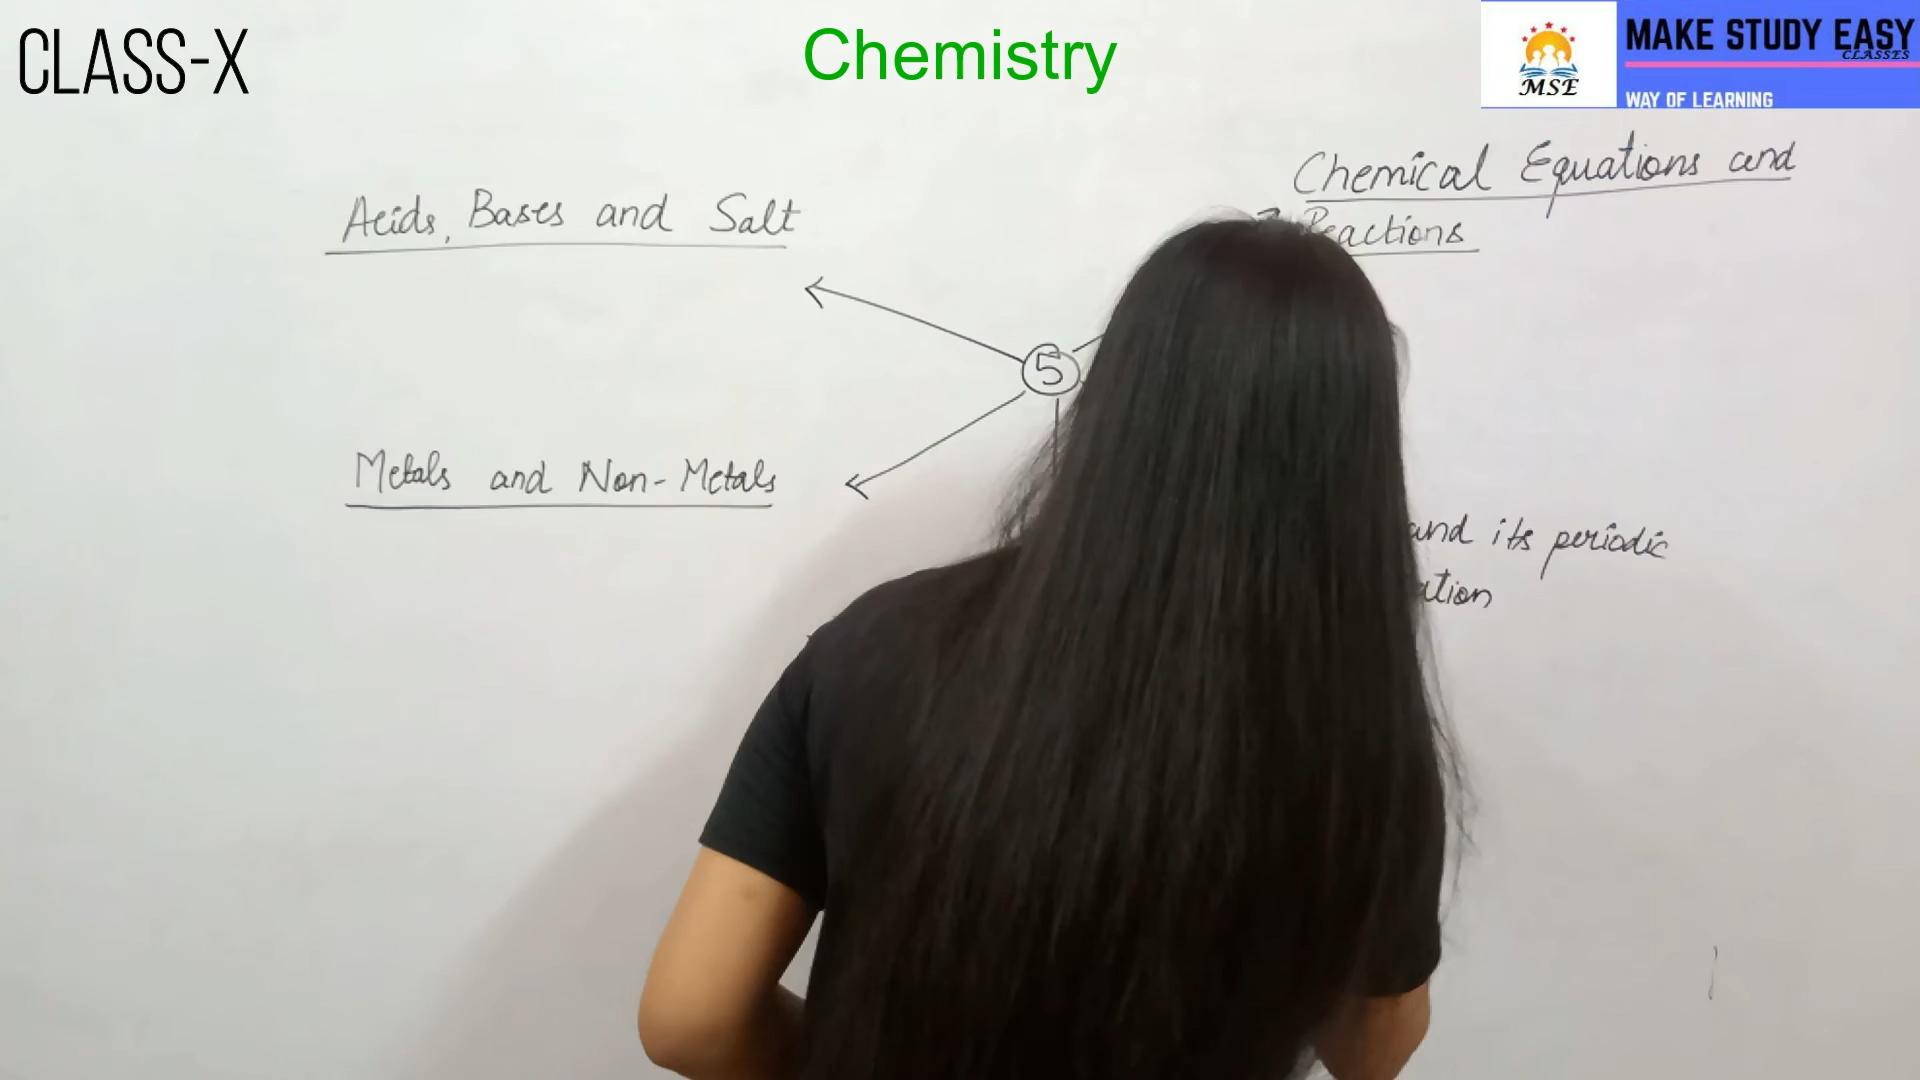 CLASS-X
Chemistry
MAKE STUDY EASY
CLASSES
MSE
WAY OF LEARNING
Chemical Equations and
Reactions
Acids, Bases and Salt
5
Metals and Non-Metals
and its periodic